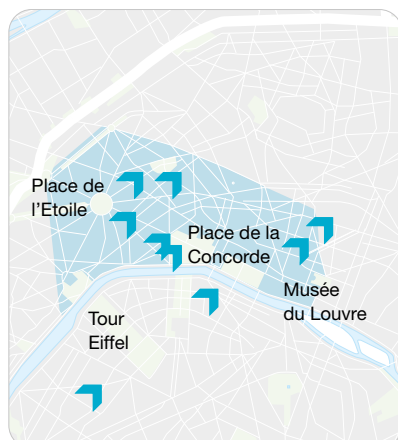 Place de
l’Etoile
Place de la
Concorde
Musée
du Louvre
Tour
Eiffel